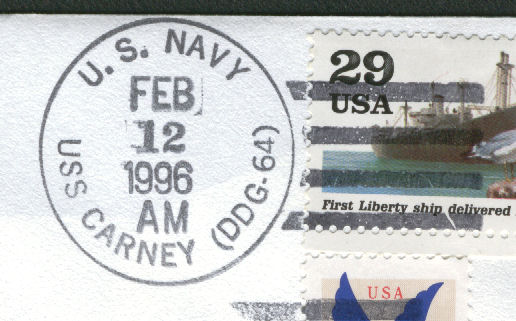 U.S. NAVY
FEB
12
1996
AM
USS CARNEY (DDG-64)
29
USA
First Liberty ship delivered
USA